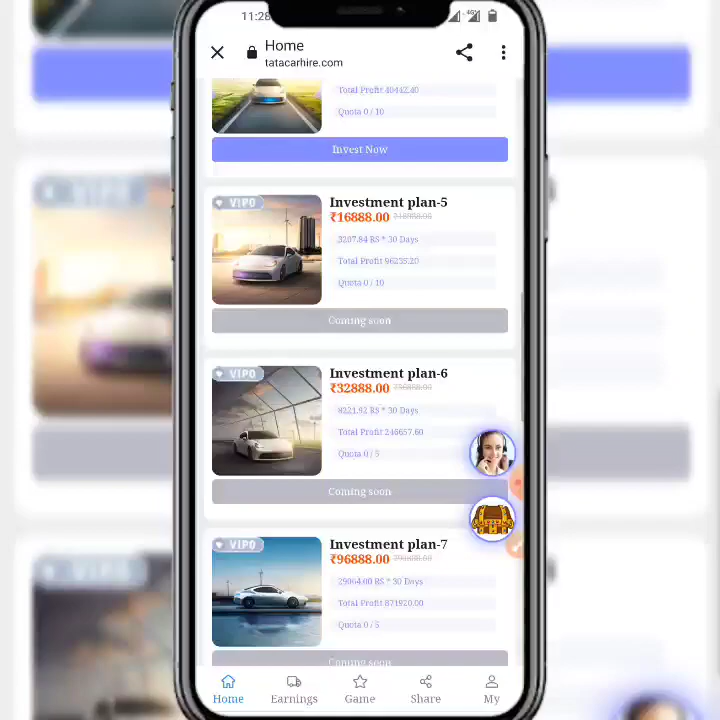 11:28
4G
Home
tatacarhire.com
Total Profit 40442.40
Quota 0 / 10
Invest Now
VIP0
Investment plan-5
₹16888.00
3207.84 RS * 30 Days
Total Profit 96235.20
Quota 0 / 10
Coming soon
VIP0
Investment plan-6
₹32888.00
8221.92 RS * 30 Days
Total Profit 246657.60
Quota 0 / 5
Coming soon
VIP0
Investment plan-7
₹96888.00
29064.00 RS * 30 Days
Total Profit 871920.00
Quota 0 / 5
Coming soon
Home Earnings Game Share My